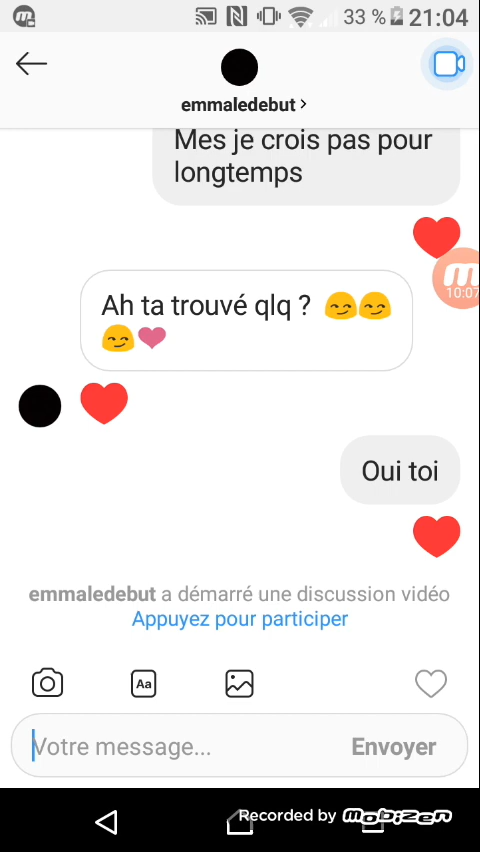 33 % 21:04
emmaledebut
Mes je crois pas pour
longtemps
10:07
Ah ta trouvé qlq ? 😏😏
😏❤
Oui toi
emmaledebut a démarré une discussion vidéo
Appuyez pour participer
Aa
Votre message...
Envoyer
Recorded by MOBIZEN